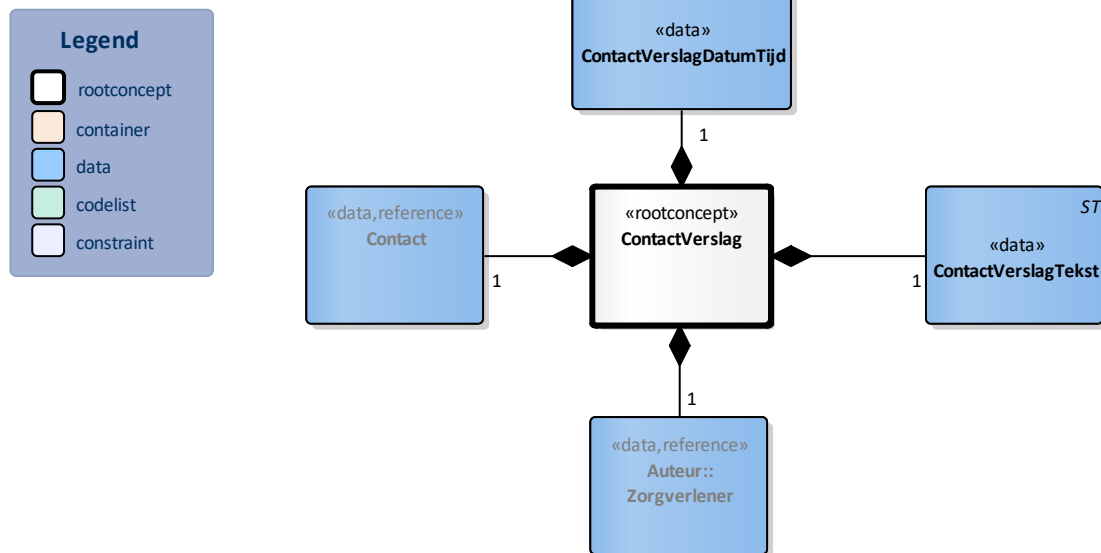 Legend
rootconcept
container
data
codelist
constraint
«data»
ContactVerslagDatumTijd
1
«data,reference»
Contact
1
«rootconcept»
ContactVerslag
ST
«data»
ContactVerslagTekst
1
1
«data,reference»
Auteur::
Zorgverlener